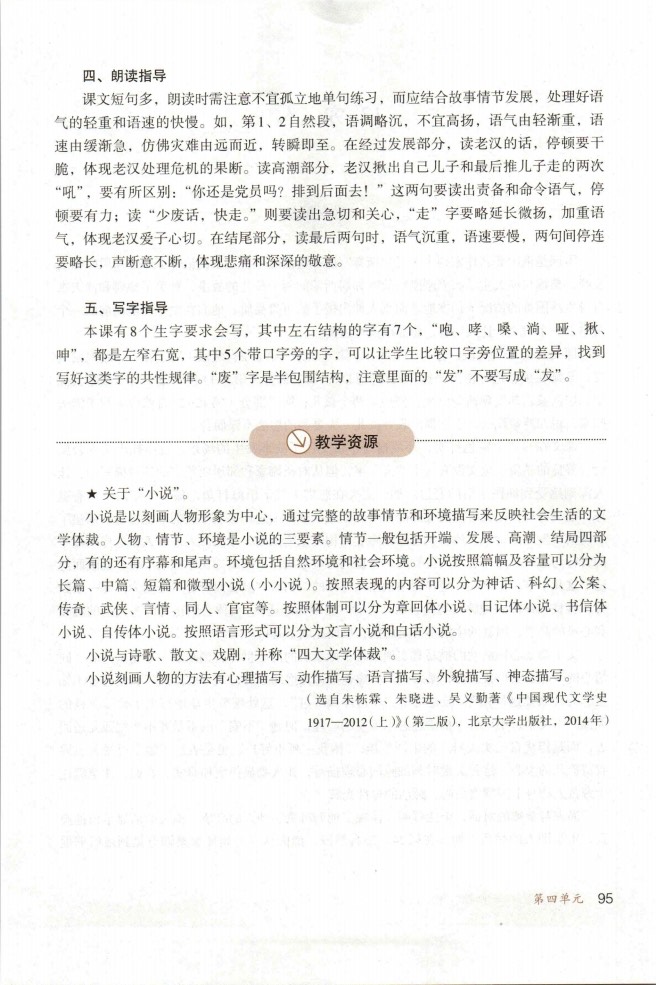 四、朗读指导
课文短句多，朗读时需注意不宜孤立地单句练习，而应结合故事情节发展，处理好语
气的轻重和语速的快慢。如，第1、2自然段，语调略沉，不宜高扬，语气由轻渐重，语
速由缓渐急，仿佛灾难由远而近，转瞬即至。在经过发展部分，读老汉的话，停顿要干
脆，体现老汉处理危机的果断。读高潮部分，老汉揪出自己儿子和最后推儿子走的两次
“吼”，要有所区别：“你还是党员吗？排到后面去！”这两句要读出责备和命令语气，停
顿要有力；读“少废话，快走。”则要读出急切和关心，“走”字要略延长微扬，加重语
气，体现老汉爱子心切。在结尾部分，读最后两句时，语气沉重，语速要慢，两句间停连
要略长，声断意不断，体现悲痛和深深的敬意。
五、写字指导
本课有8个生字要求会写，其中左右结构的字有7个，“咆、哮、嗓、淌、哑、揪、
呻”，都是左窄右宽，其中5个带口字旁的字，可以让学生比较口字旁位置的差异，找到
写好这类字的共性规律。“废”字是半包围结构，注意里面的“发”不要写成“犮”。
教学资源
★ 关于“小说”。
小说是以刻画人物形象为中心，通过完整的故事情节和环境描写来反映社会生活的文
学体裁。人物、情节、环境是小说的三要素。情节一般包括开端、发展、高潮、结局四部
分，有的还有序幕和尾声。环境包括自然环境和社会环境。小说按照篇幅及容量可以分为
长篇、中篇、短篇和微型小说（小小说）。按照表现的内容可以分为神话、科幻、公案、
传奇、武侠、言情、同人、官宦等。按照体制可以分为章回体小说、日记体小说、书信体
小说、自传体小说。按照语言形式可以分为文言小说和白话小说。
小说与诗歌、散文、戏剧，并称“四大文学体裁”。
小说刻画人物的方法有心理描写、动作描写、语言描写、外貌描写、神态描写。
（选自朱栋霖、朱晓进、吴义勤著《中国现代文学史
1917—2012（上）》（第二版），北京大学出版社，2014年）
第四单元 95